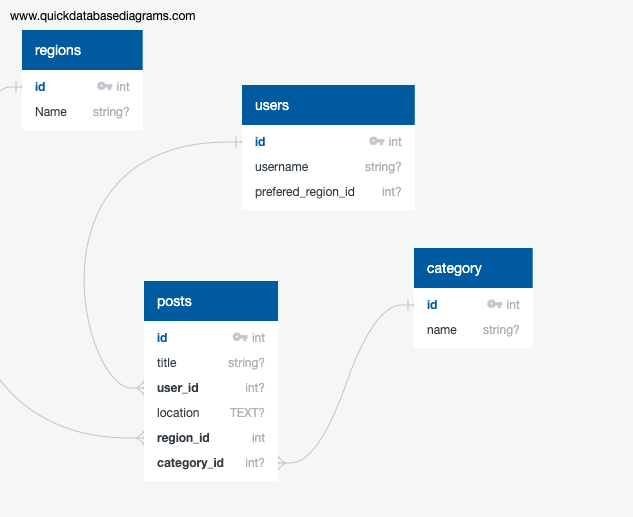 www.quickdatabasediagrams.com
regions
id int
Name string?
users
id int
username string?
prefered_region_id int?
posts
id int
title string?
user_id int?
location TEXT?
region_id int
category_id int?
category
id int
name string?